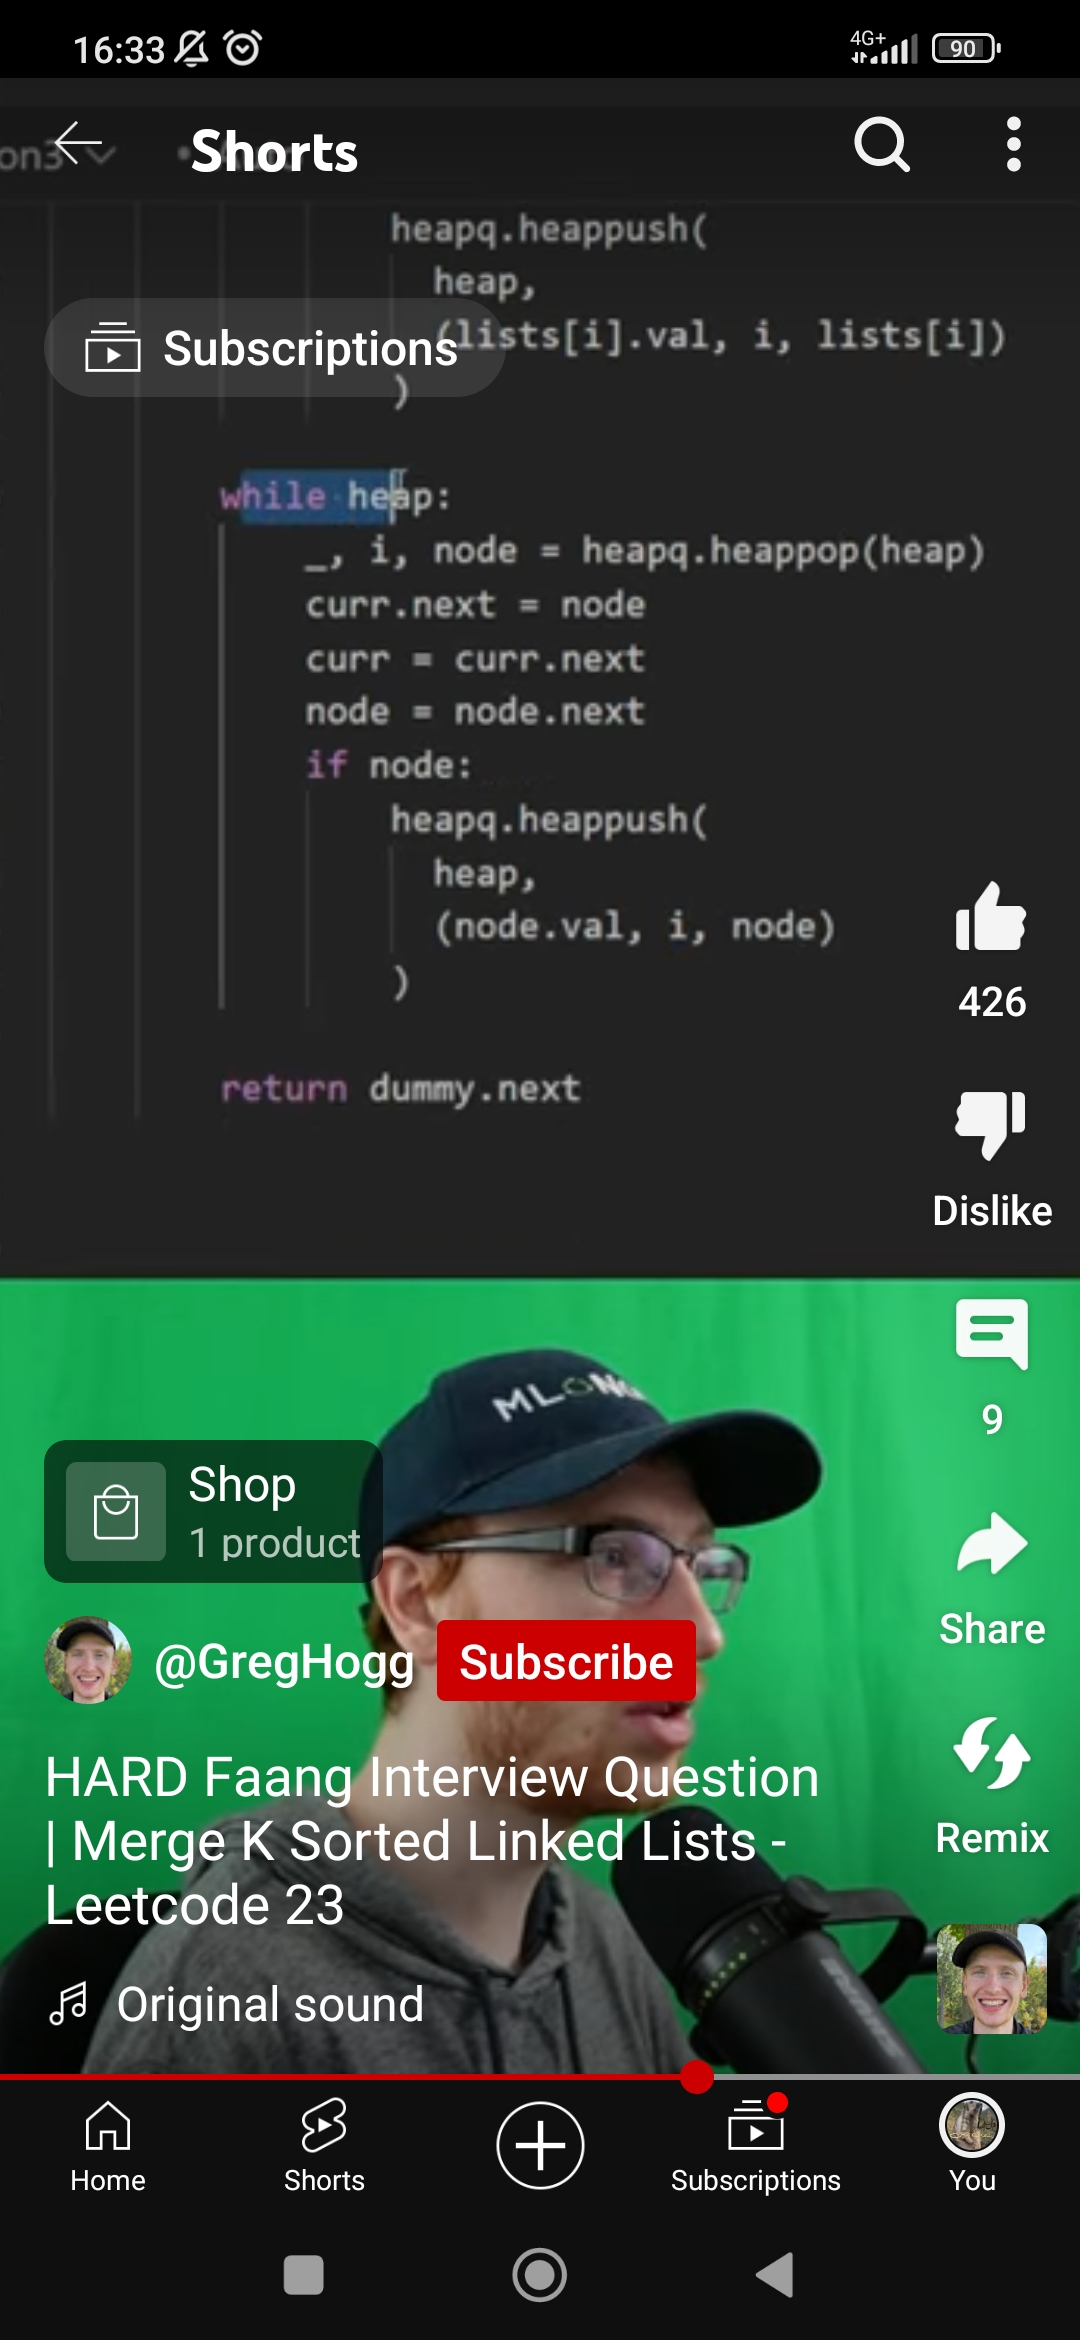 16:33
4G+
90
on3
Shorts
heapq.heappush(
heap,
(lists[i].val, i, lists[i])
)
Subscriptions
while heap:
_, i, node = heapq.heappop(heap)
curr.next = node
curr = curr.next
node = node.next
if node:
heapq.heappush(
heap,
(node.val, i, node)
)
return dummy.next
426
Dislike
9
Shop
1 product
Share
@GregHogg
Subscribe
HARD Faang Interview Question
| Merge K Sorted Linked Lists -
Leetcode 23
Remix
Original sound
Home
Shorts
Subscriptions
You